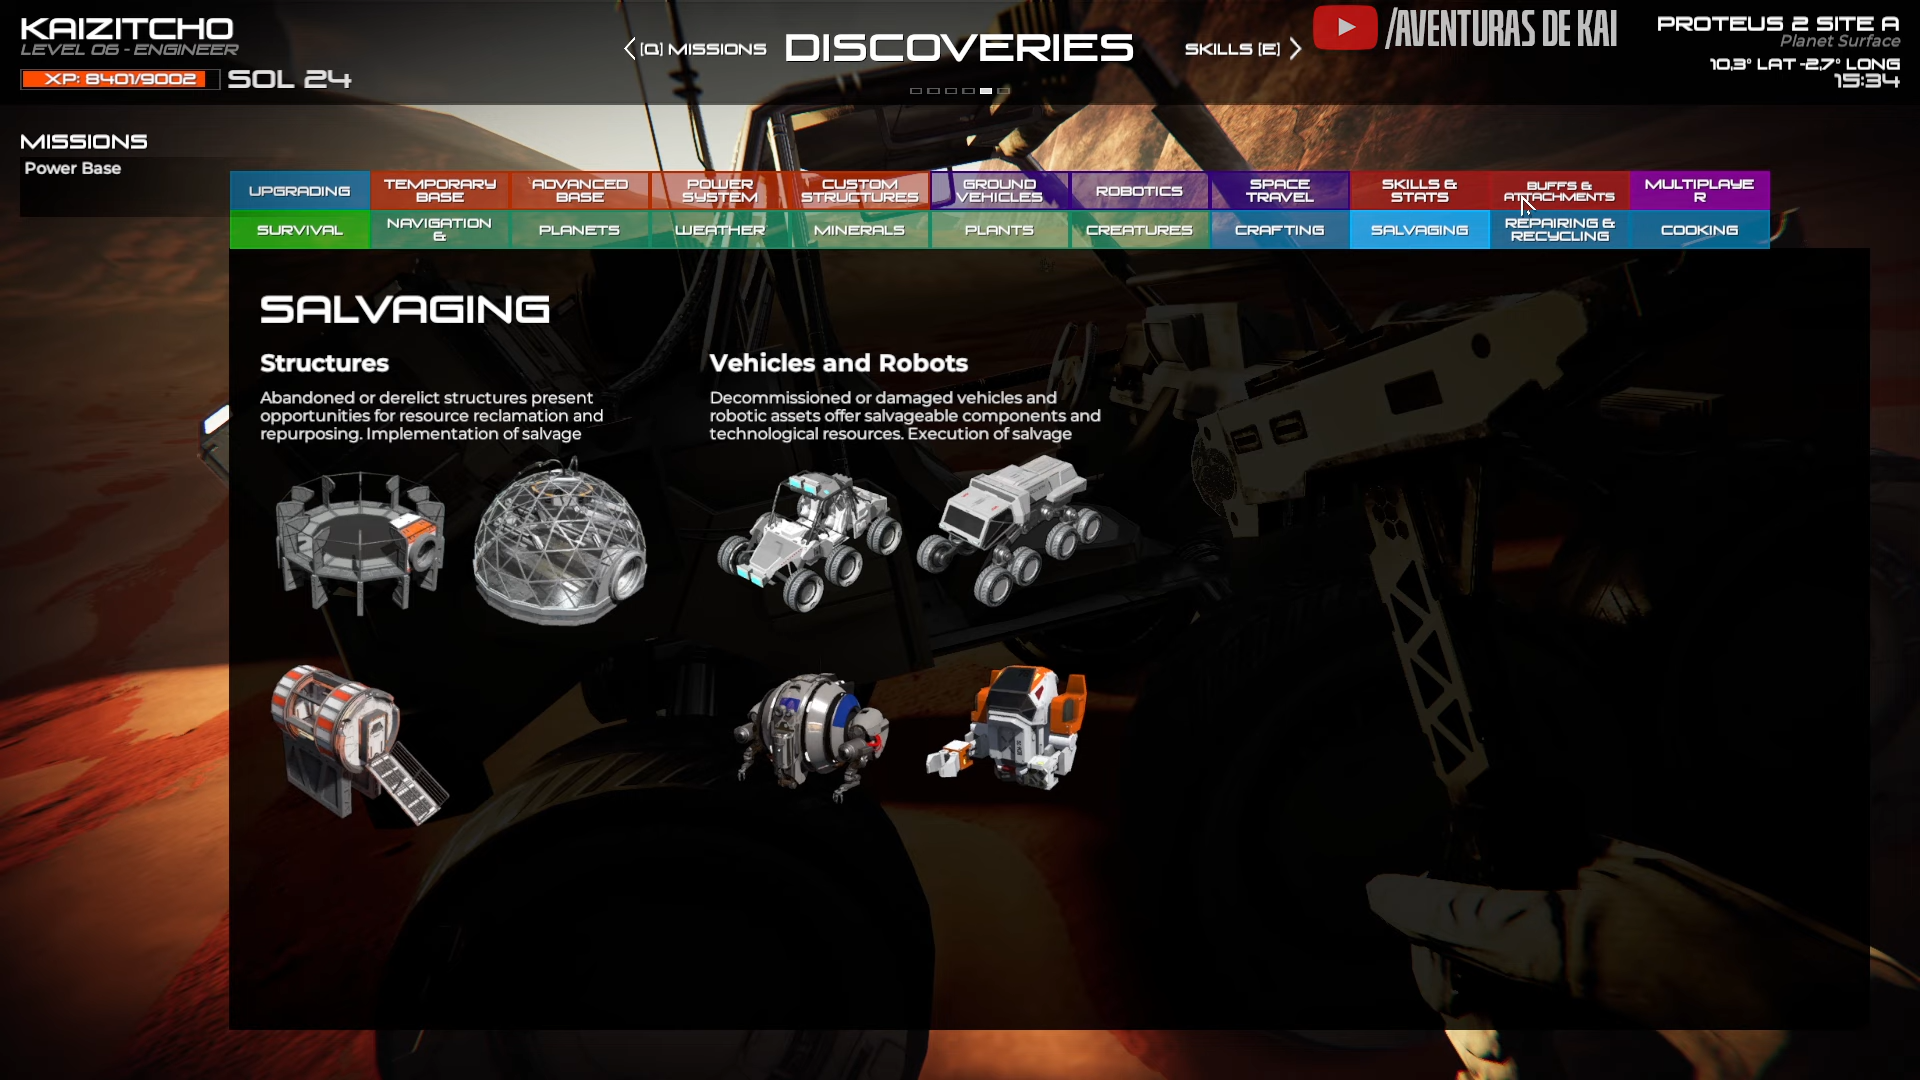 KAIZITCHO
LEVEL 06 - ENGINEER
XP: 8401/9002 SOL 24
[Q] MISSIONS DISCOVERIES SKILLS [E]
/AVENTURAS DE KAI
PROTEUS 2 SITE A
Planet Surface
10,3° LAT -2,7° LONG
15:34
MISSIONS
Power Base
UPGRADING
TEMPORARY
BASE
ADVANCED
BASE
POWER
SYSTEM
CUSTOM
STRUCTURES
GROUND
VEHICLES
ROBOTICS
SPACE
TRAVEL
SKILLS &
STATS
BUFFS &
ATTACHMENTS
MULTIPLAYE
R
SURVIVAL
NAVIGATION
&
PLANETS
WEATHER
MINERALS
PLANTS
CREATURES
CRAFTING
SALVAGING
REPAIRING &
RECYCLING
COOKING
SALVAGING
Structures
Abandoned or derelict structures present
opportunities for resource reclamation and
repurposing. Implementation of salvage
Vehicles and Robots
Decommissioned or damaged vehicles and
robotic assets offer salvageable components and
technological resources. Execution of salvage